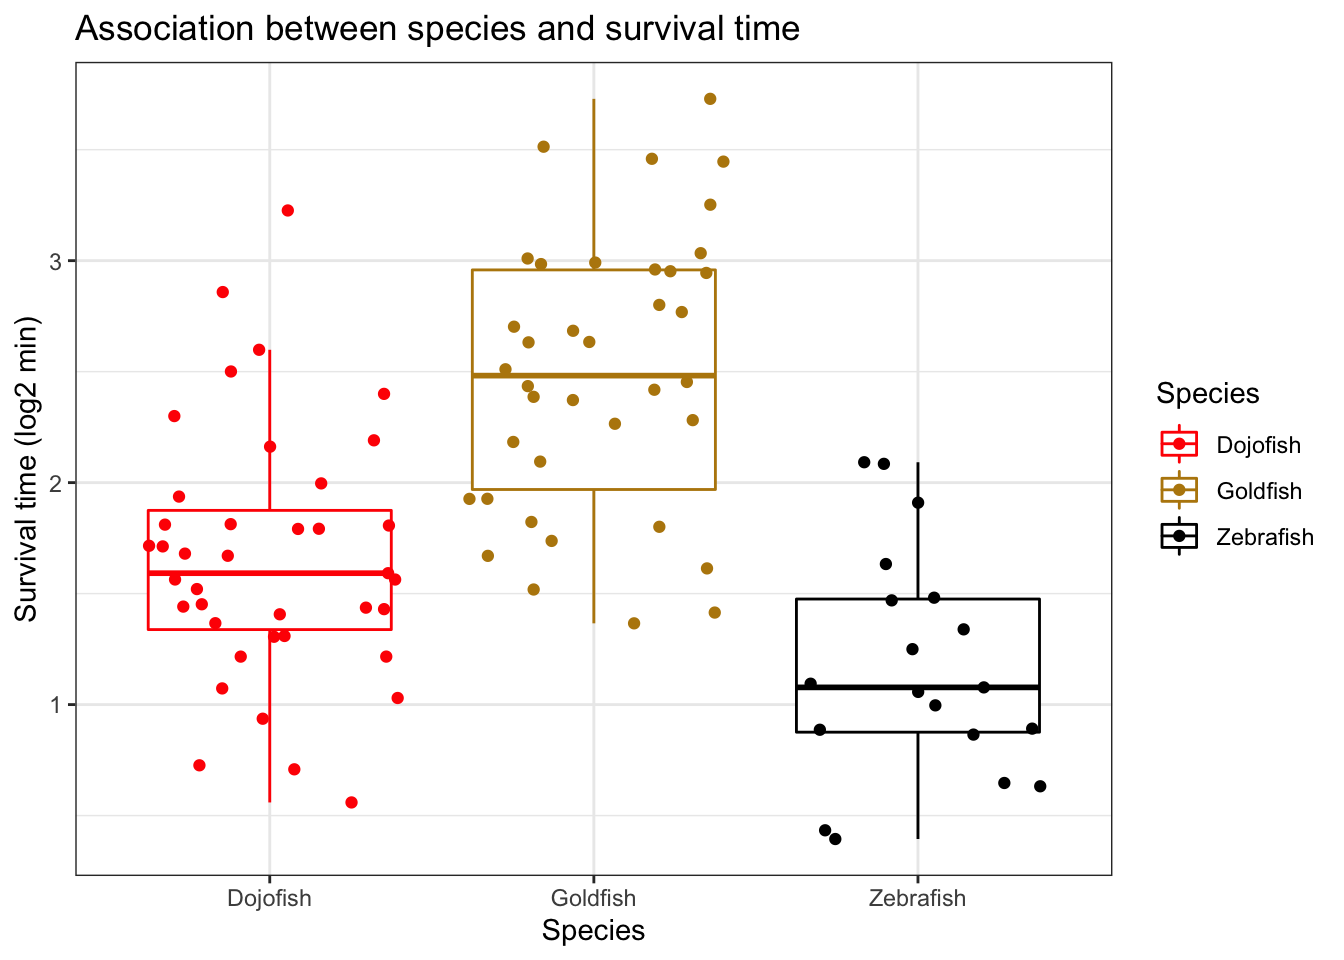 Association between species and survival time
Survival time (log2 min)
3
2
1
Dojofish
Goldfish
Zebrafish
Species
Species
Dojofish
Goldfish
Zebrafish